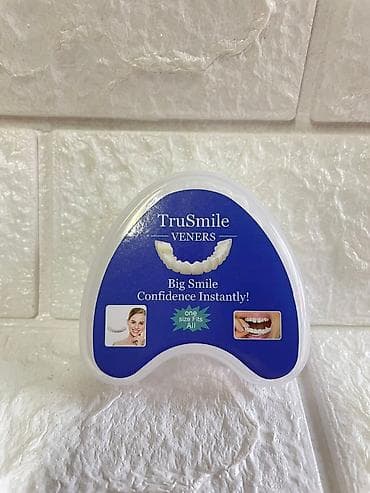 TruSmile
VENERS
Big Smile
Confidence Instantly!
one
size Fits
All